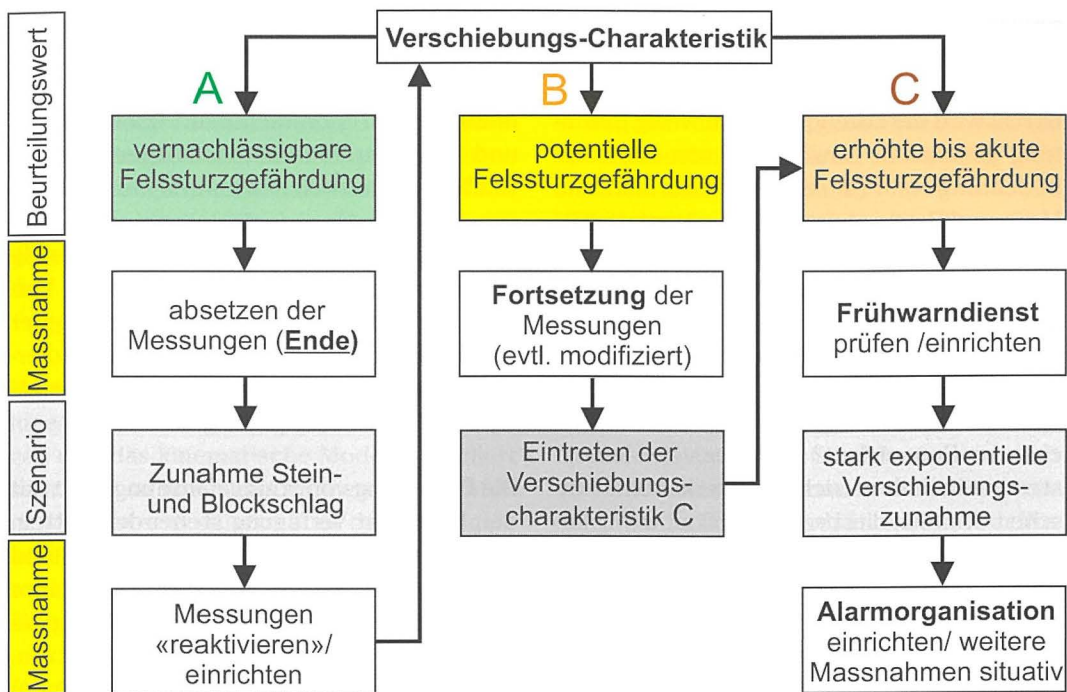 Verschiebungs-Charakteristik
A
B
C
Beurteilungswert
vernachlässigbare
Felssturzgefährdung
potentielle
Felssturzgefährdung
erhöhte bis akute
Felssturzgefährdung
Massnahme
absetzen der
Messungen (Ende)
Fortsetzung der
Messungen
(evtl. modifiziert)
Frühwarndienst
prüfen /einrichten
Szenario
Zunahme Stein-
und Blockschlag
Eintreten der
Verschiebungs-
charakteristik C
stark exponentielle
Verschiebungs-
zunahme
Massnahme
Messungen
«reaktivieren»/
einrichten
Alarmorganisation
einrichten/ weitere
Massnahmen situativ